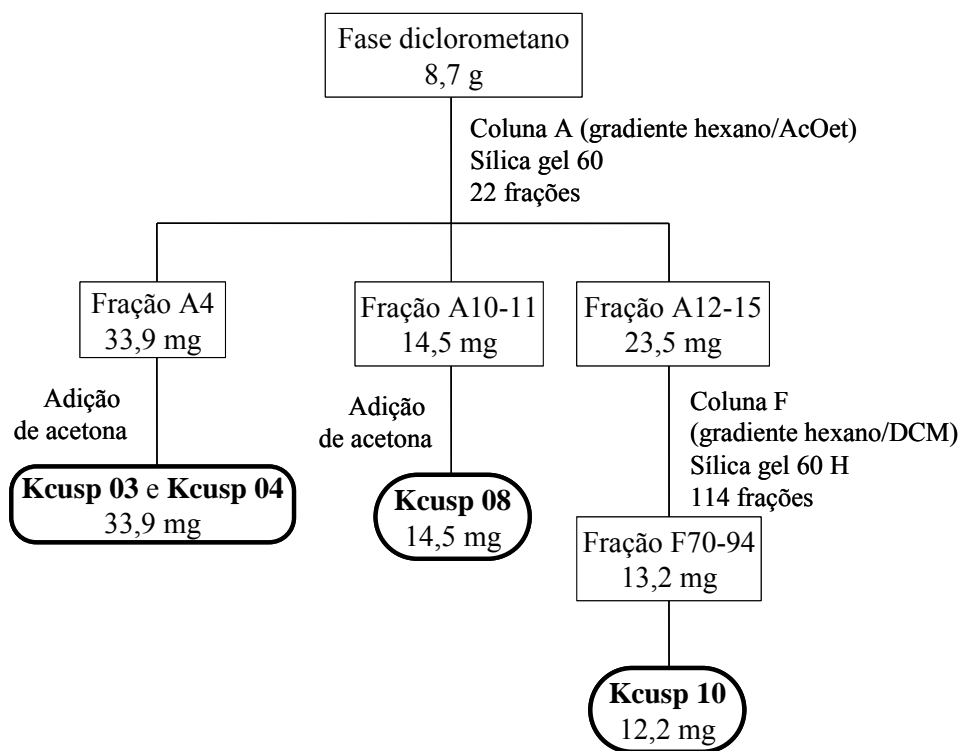 Fase diclorometano
8,7 g
Coluna A (gradiente hexano/AcOet)
Sílica gel 60
22 frações
Fração A4
33,9 mg
Fração A10-11
14,5 mg
Fração A12-15
23,5 mg
Adição
de acetona
Adição
de acetona
Coluna F
(gradiente hexano/DCM)
Sílica gel 60 H
114 frações
Kcusp 03 e Kcusp 04
33,9 mg
Kcusp 08
14,5 mg
Fração F70-94
13,2 mg
Kcusp 10
12,2 mg